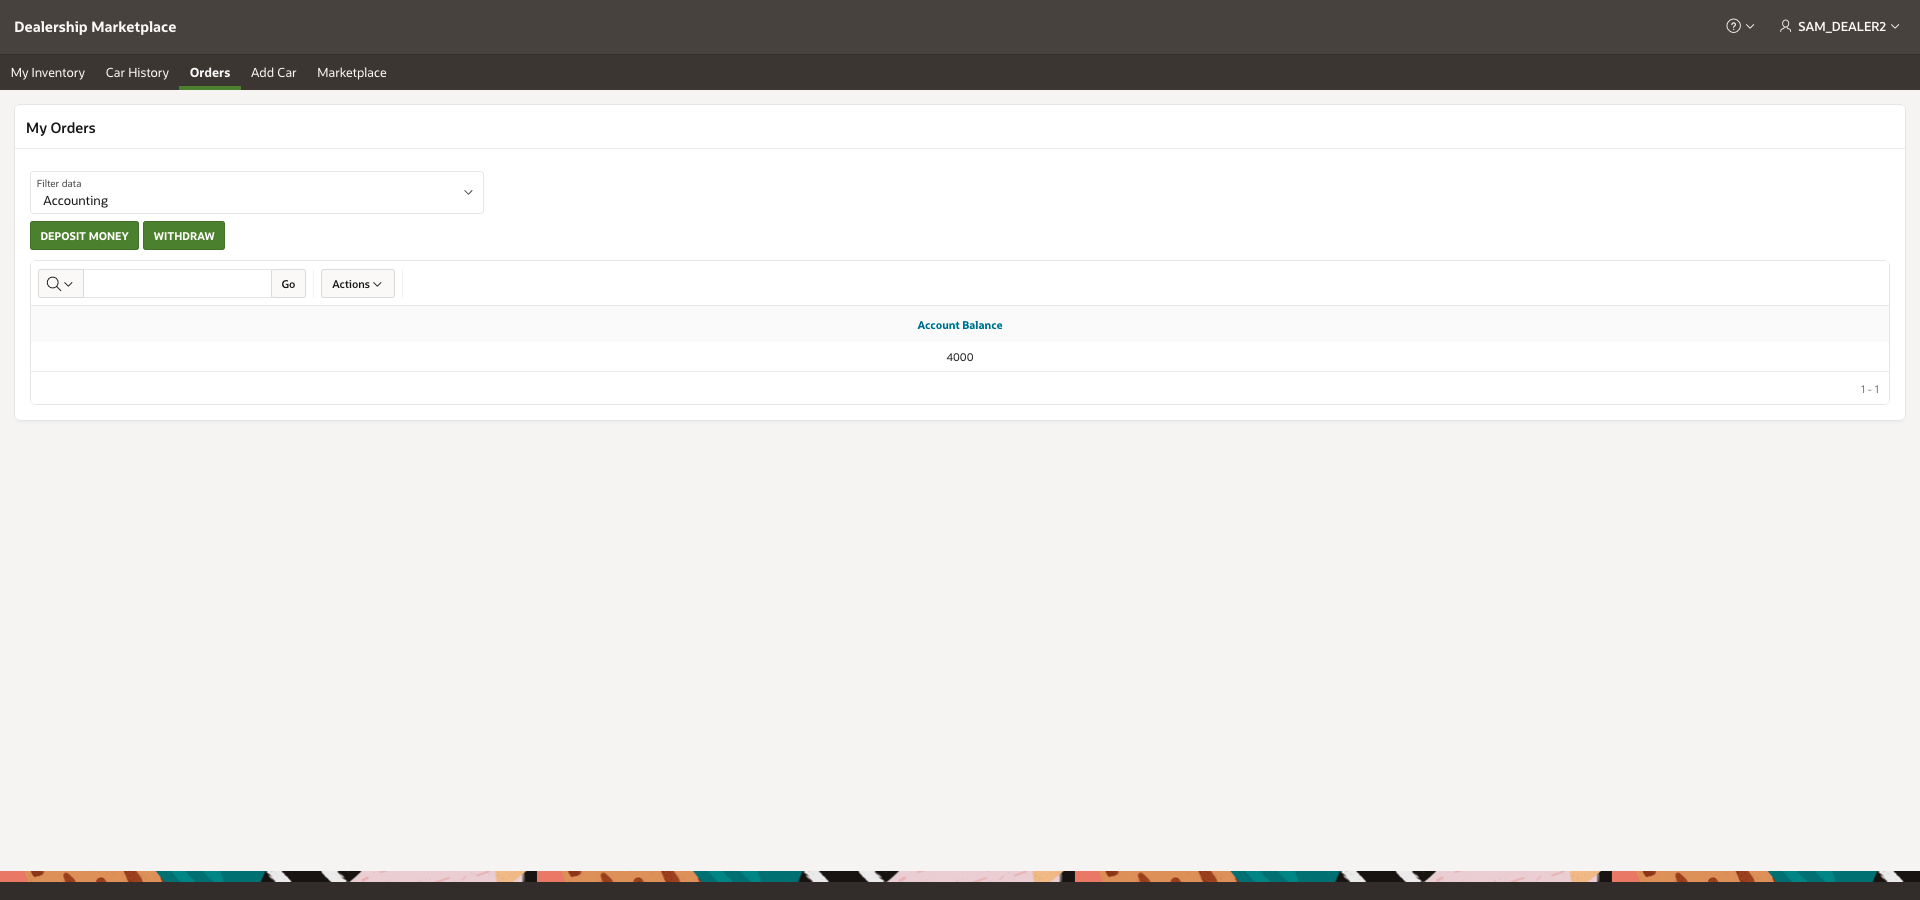 Dealership Marketplace
SAM_DEALER2
My Inventory
Car History
Orders
Add Car
Marketplace
My Orders
Filter data
Accounting
DEPOSIT MONEY
WITHDRAW
Go
Actions
Account Balance
4000
1 - 1